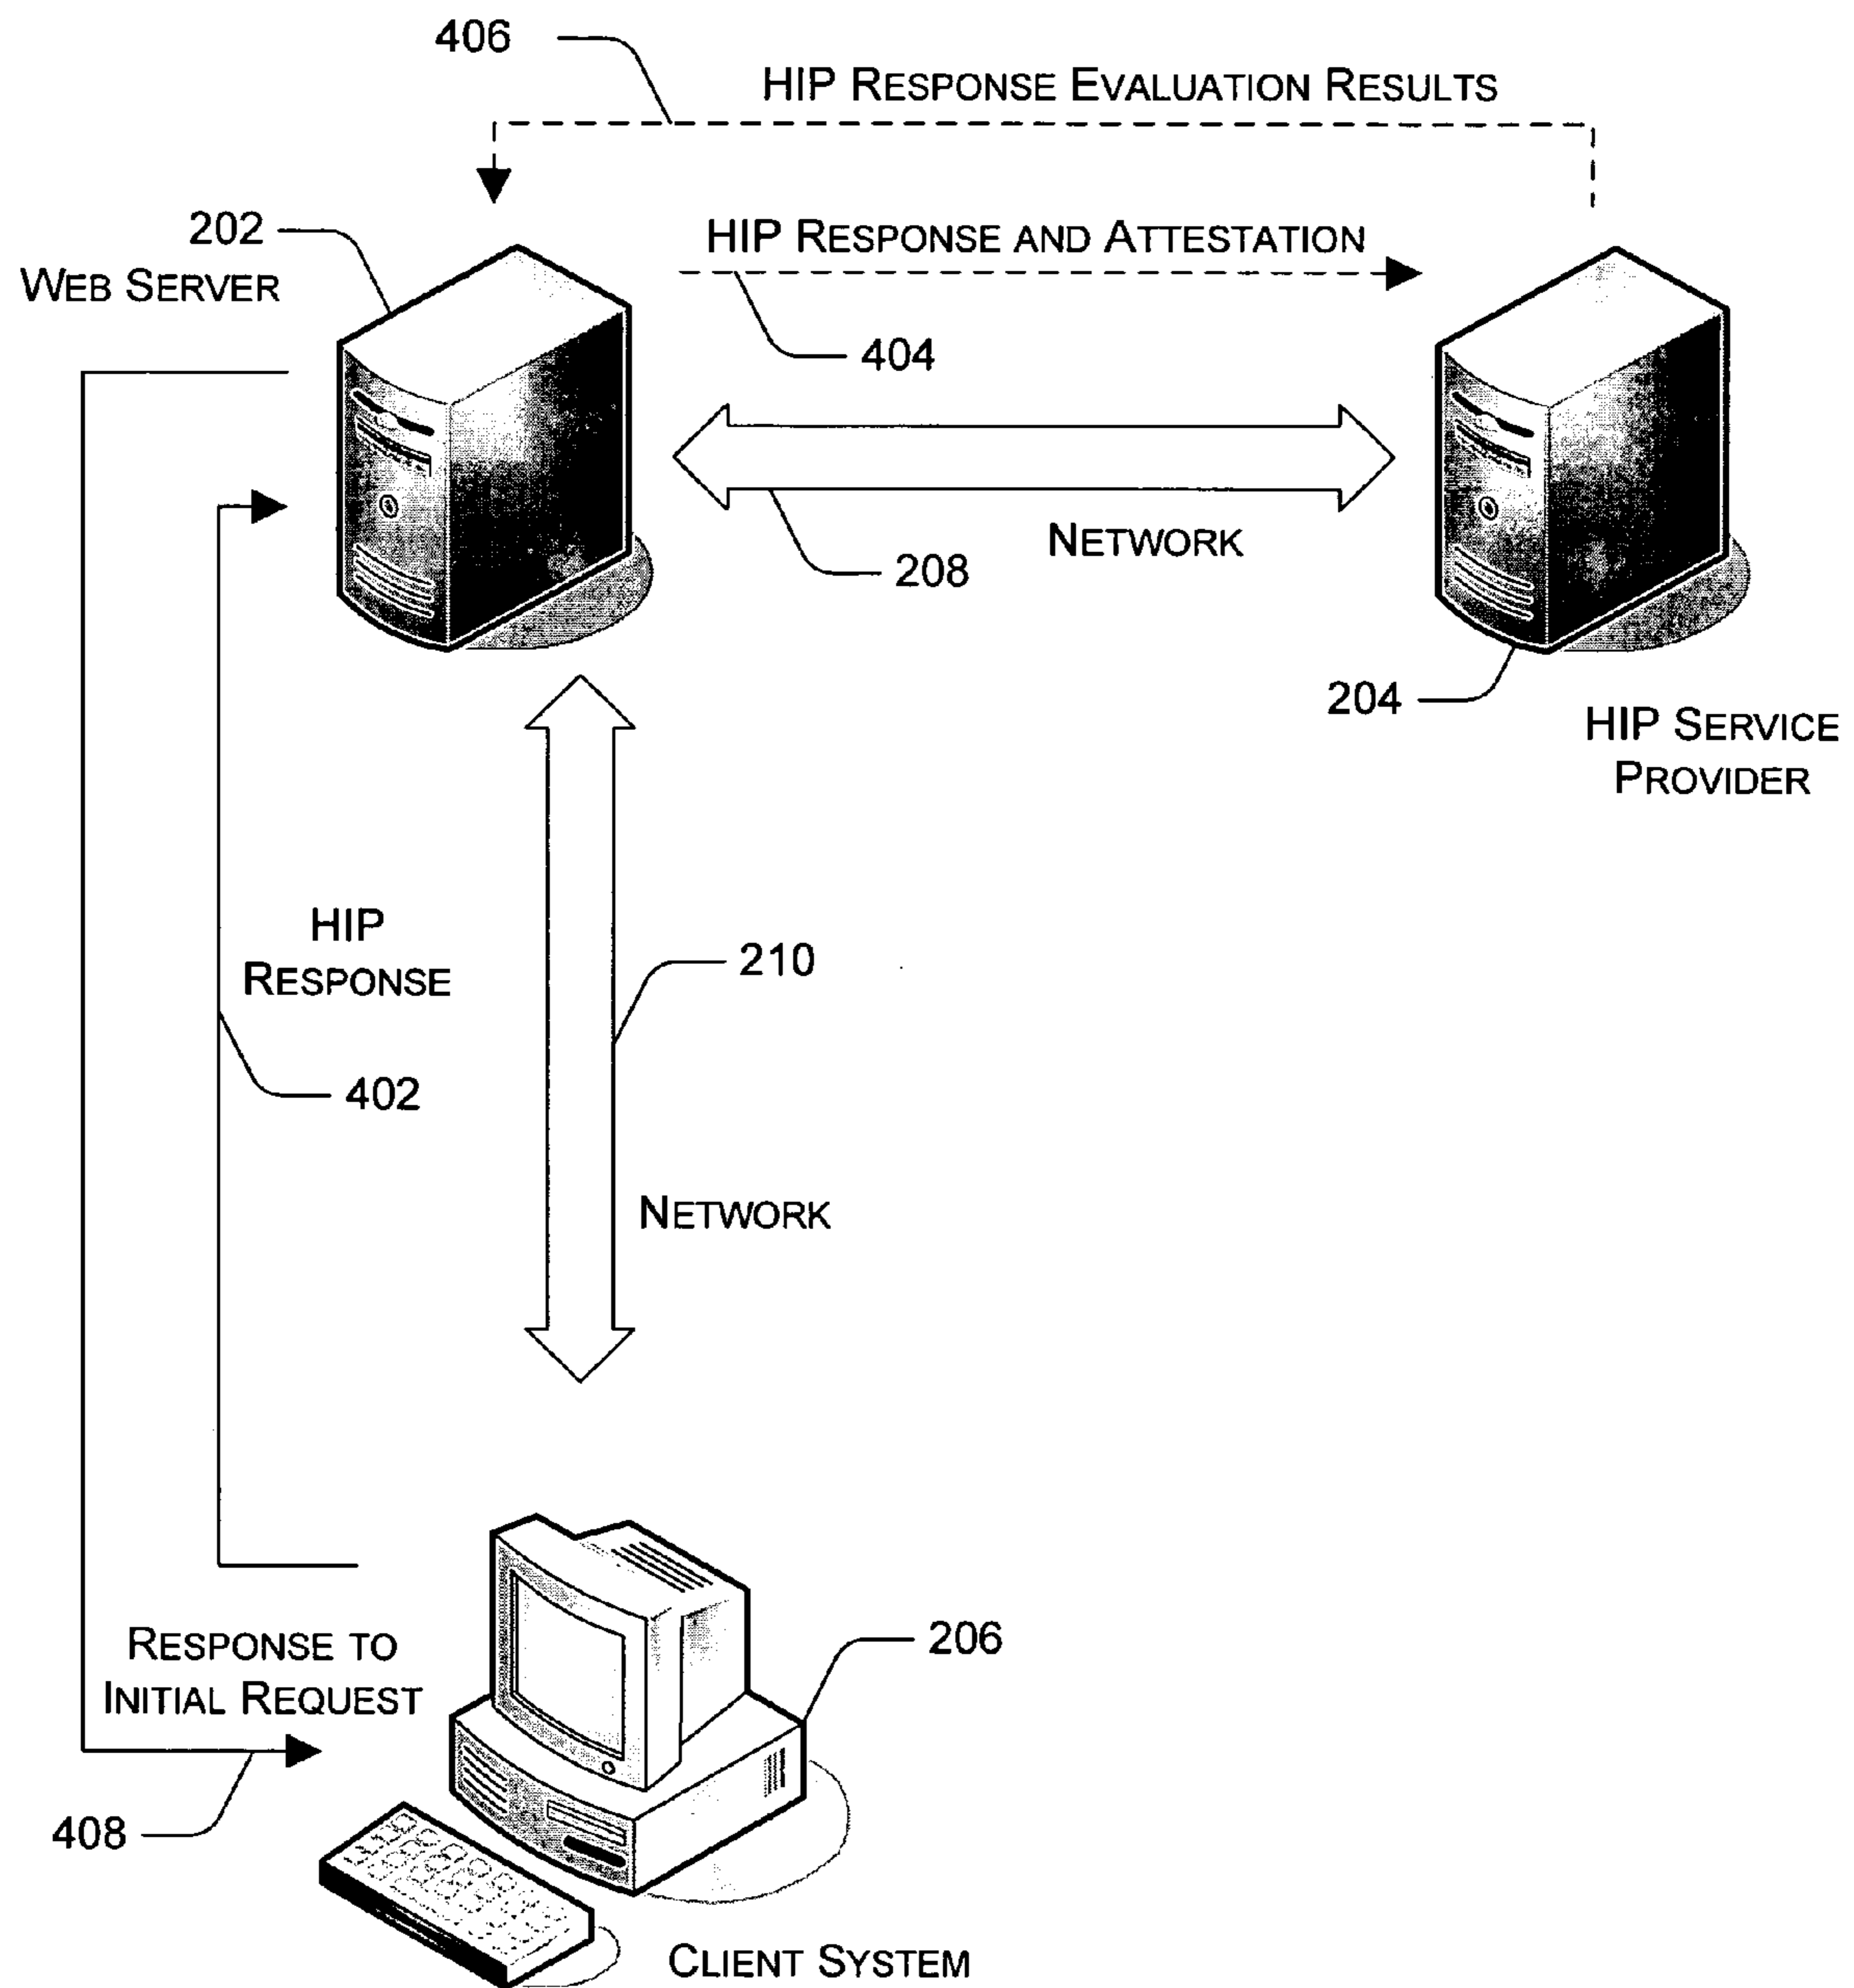 406
HIP RESPONSE EVALUATION RESULTS
202
WEB SERVER
HIP RESPONSE AND ATTESTATION
404
NETWORK
208
204
HIP SERVICE
PROVIDER
HIP
RESPONSE
210
402
NETWORK
RESPONSE TO
INITIAL REQUEST
206
408
CLIENT SYSTEM